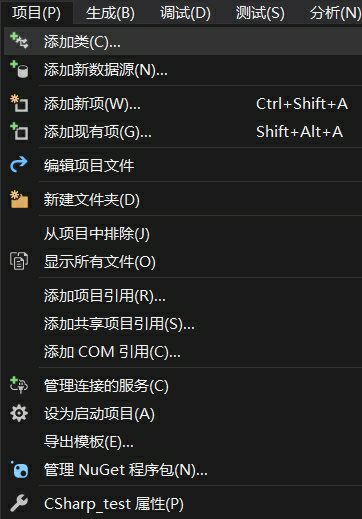 项目(P) 生成(B) 调试(D) 测试(S) 分析(N)
添加类(C)...
添加新数据源(N)...
添加新项(W)... Ctrl+Shift+A
添加现有项(G)... Shift+Alt+A
编辑项目文件
新建文件夹(D)
从项目中排除(J)
显示所有文件(O)
添加项目引用(R)...
添加共享项目引用(S)...
添加 COM 引用(C)...
管理连接的服务(C)
设为启动项目(A)
导出模板(E)...
管理 NuGet 程序包(N)...
CSharp_test 属性(P)